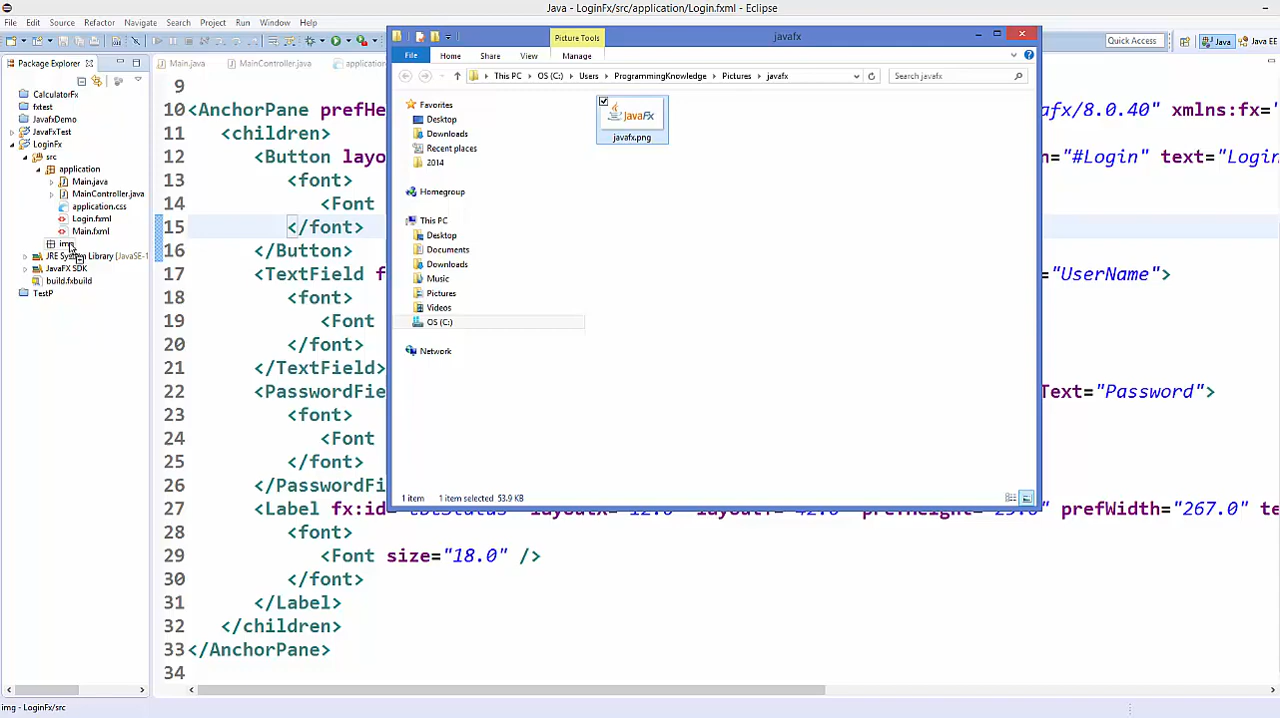 Java - LoginFx/src/application/Login.fxml - Eclipse
File Edit Source Refactor Navigate Search Project Run Window Help
Quick Access Java Java EE
Package Explorer
CalculatorFx
fxtest
JavafxDemo
JavaFxTest
LoginFx
src
application
Main.java
MainController.java
application.css
Login.fxml
Main.fxml
img
JRE System Library [JavaSE-1
JavaFX SDK
build.fxbuild
TestP
Main.java MainController.java application
9
10 <AnchorPane prefHe afx/8.0.40" xmlns:fx="
11 <children>
12 <Button layo n="#Login" text="Login
13 <font>
14 <Font
15 </font>
16 </Button>
17 <TextField f ="UserName">
18 <font>
19 <Font
20 </font>
21 </TextField>
22 <PasswordFie Text="Password">
23 <font>
24 <Font
25 </font>
26 </PasswordFi
27 <Label fx:id prefWidth="267.0" te
28 <font>
29 <Font size="18.0" />
30 </font>
31 </Label>
32 </children>
33 </AnchorPane>
34
Picture Tools
javafx
File Home Share View Manage
This PC OS (C:) Users ProgrammingKnowledge Pictures javafx
Search javafx
Favorites
Desktop
Downloads
Recent places
2014
Homegroup
This PC
Desktop
Documents
Downloads
Music
Pictures
Videos
OS (C:)
Network
JavaFx
javafx.png
1 item 1 item selected 53.9 KB
img - LoginFx/src